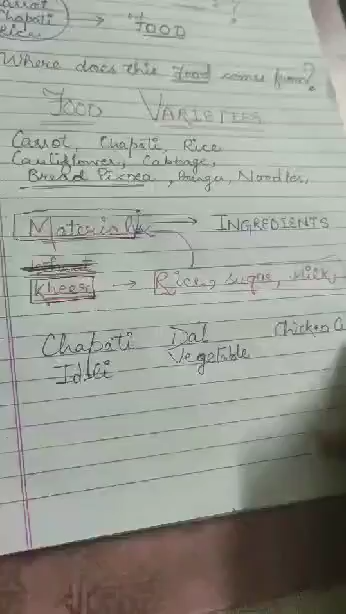 Carrot
Chapati → "FOOD
Rice
Where does this food comes from?
FOOD VARIETIES
Carrot, Chapati, Rice
Cauliflower, Cabbage,
Bread Pizza, Burger, Noodles,
Materials → INGREDIENTS
Kheer → Rice, sugar, Milk,
Chapati Dal Chicken
Idli Vegetable